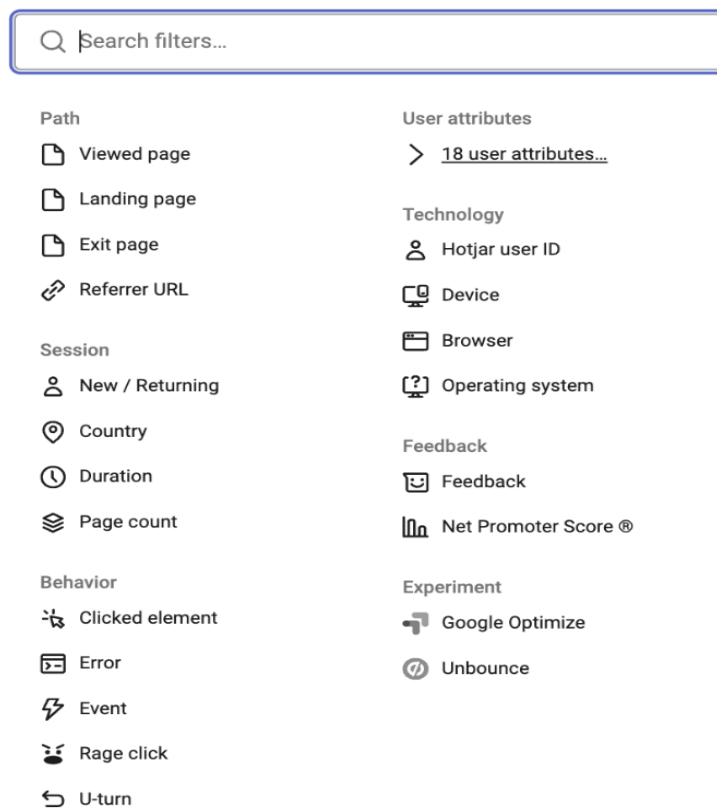 Search filters...
Path
Viewed page
Landing page
Exit page
Referrer URL
Session
New / Returning
Country
Duration
Page count
Behavior
Clicked element
Error
Event
Rage click
U-turn
User attributes
18 user attributes...
Technology
Hotjar user ID
Device
Browser
Operating system
Feedback
Feedback
Net Promoter Score ®
Experiment
Google Optimize
Unbounce